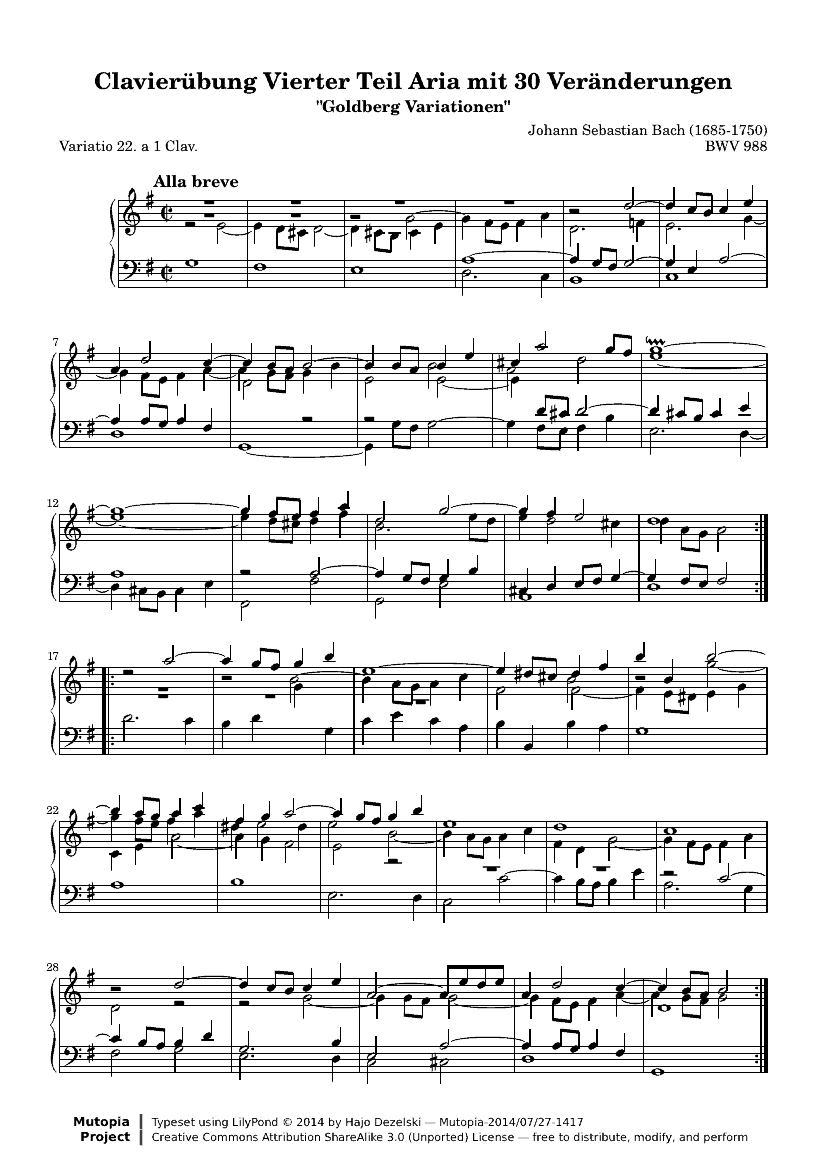 Clavierübung Vierter Teil Aria mit 30 Veränderungen
"Goldberg Variationen"
Johann Sebastian Bach (1685-1750)
Variatio 22. a 1 Clav. BWV 988
Alla breve
7
12
17
22
28
Mutopia Typeset using LilyPond © 2014 by Hajo Dezelski — Mutopia-2014/07/27-1417
Project Creative Commons Attribution ShareAlike 3.0 (Unported) License — free to distribute, modify, and perform